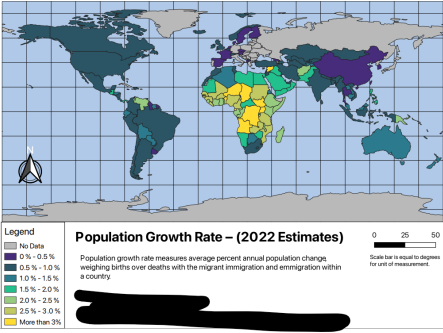 N
Legend
No Data
0% - 0.5%
0.5% - 1.0%
1.0% - 1.5%
1.5% - 2.0%
2.0% - 2.5%
2.5% - 3.0%
More than 3%
Population Growth Rate – (2022 Estimates)
Population growth rate measures average percent annual population change,
weighing births over deaths with the migrant immigration and emmigration within
a country.
0 25 50
Scale bar is equal to degrees
for unit of measurement.